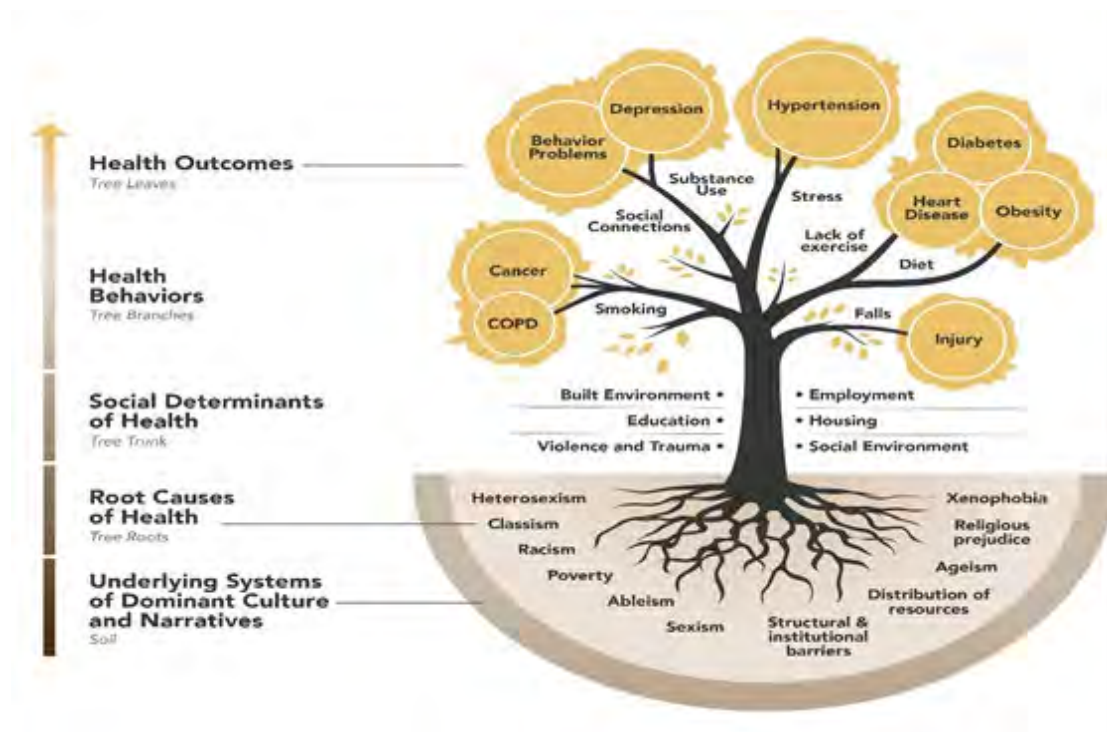 Health Outcomes
Tree Leaves
Health
Behaviors
Tree Branches
Social Determinants
of Health
Tree Trunk
Root Causes
of Health
Tree Roots
Underlying Systems
of Dominant Culture
and Narratives
Soil
Depression
Behavior
Problems
Hypertension
Diabetes
Heart
Disease
Obesity
Substance
Use
Social
Connections
Stress
Lack of
exercise
Diet
Cancer
COPD
Smoking
Falls
Injury
Built Environment •
Education •
Violence and Trauma •
• Employment
• Housing
• Social Environment
Heterosexism
Classism
Racism
Poverty
Ableism
Sexism
Structural &
institutional
barriers
Distribution of
resources
Ageism
Religious
prejudice
Xenophobia